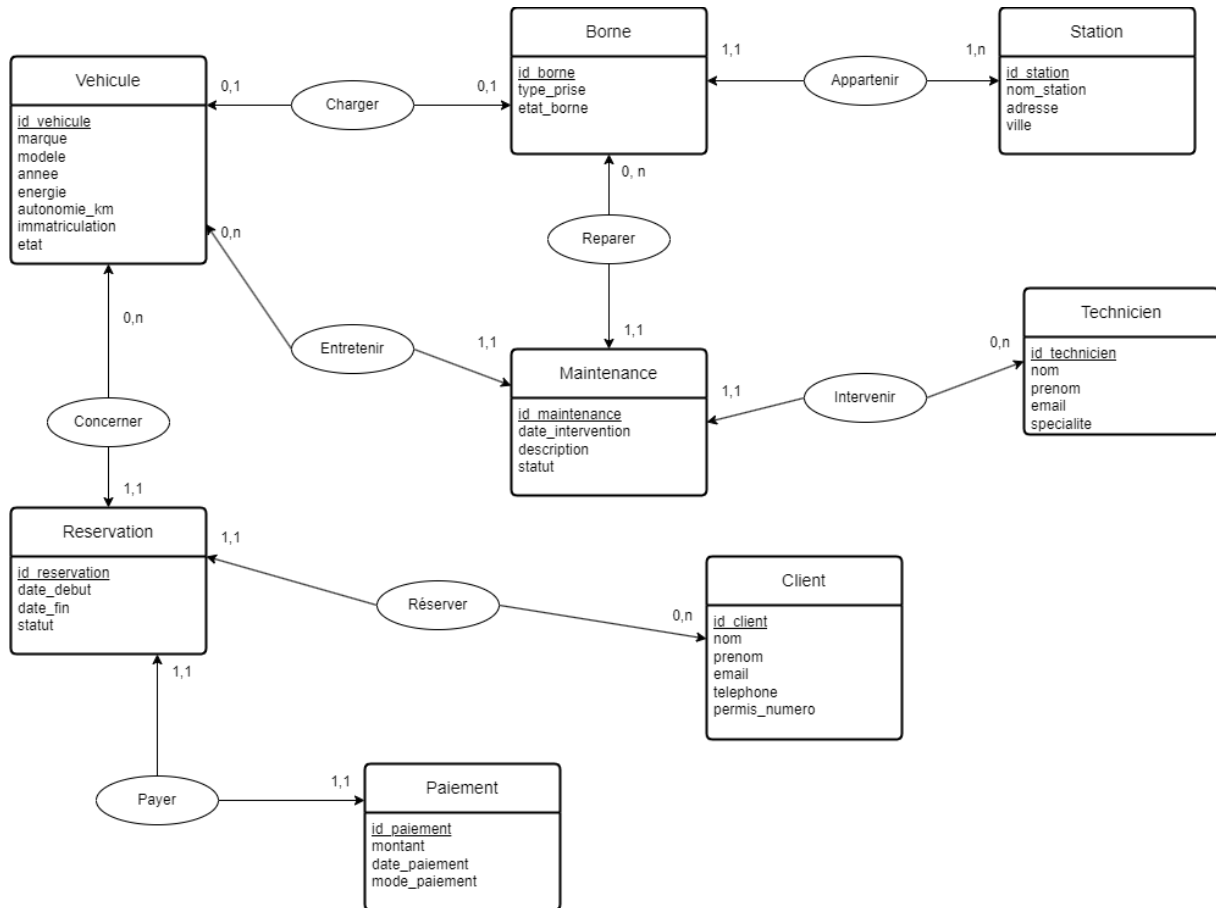 Vehicule
id_vehicule
marque
modele
annee
energie
autonomie_km
immatriculation
etat
0,1
Charger
0,1
Borne
id_borne
type_prise
etat_borne
1,1
Appartenir
1,n
Station
id_station
nom_station
adresse
ville
0, n
Reparer
1,1
0,n
Entretenir
1,1
Maintenance
id_maintenance
date_intervention
description
statut
1,1
Intervenir
0,n
Technicien
id_technicien
nom
prenom
email
specialite
0,n
Concerner
1,1
Reservation
id_reservation
date_debut
date_fin
statut
1,1
Réserver
0,n
Client
id_client
nom
prenom
email
telephone
permis_numero
1,1
Payer
1,1
Paiement
id_paiement
montant
date_paiement
mode_paiement